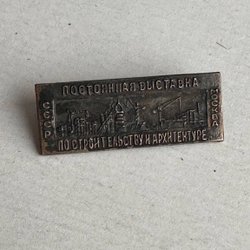 ПОСТОЯННАЯ ВЫСТАВКА
СССР
МОСКВА
ПО СТРОИТЕЛЬСТВУ И АРХИТЕКТУРЕ